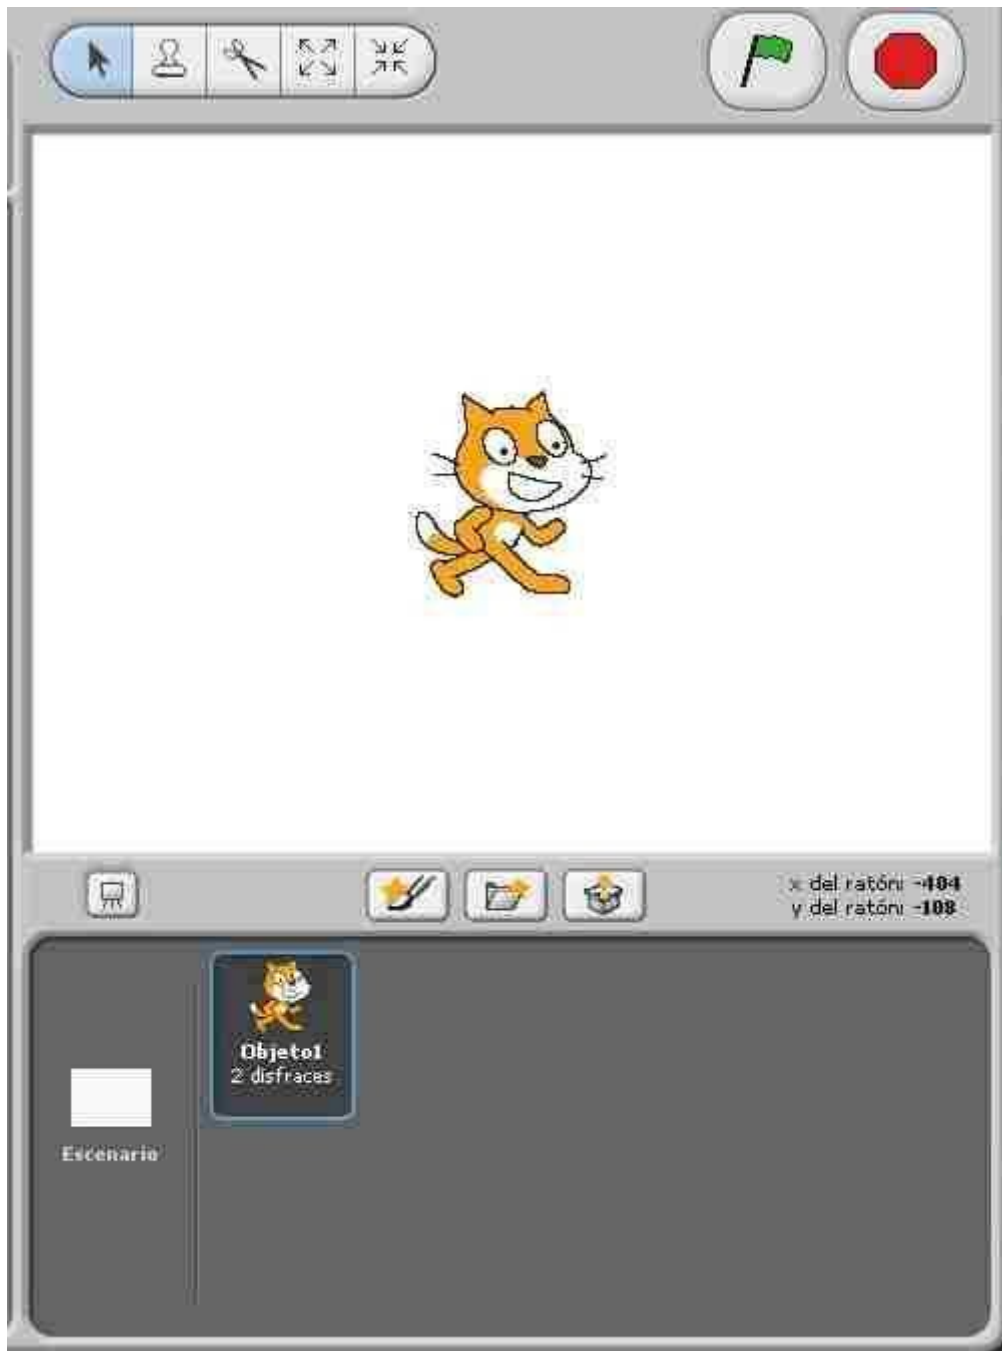 x del ratón: -404
y del ratón: -108
Objeto1
2 disfraces
Escenario